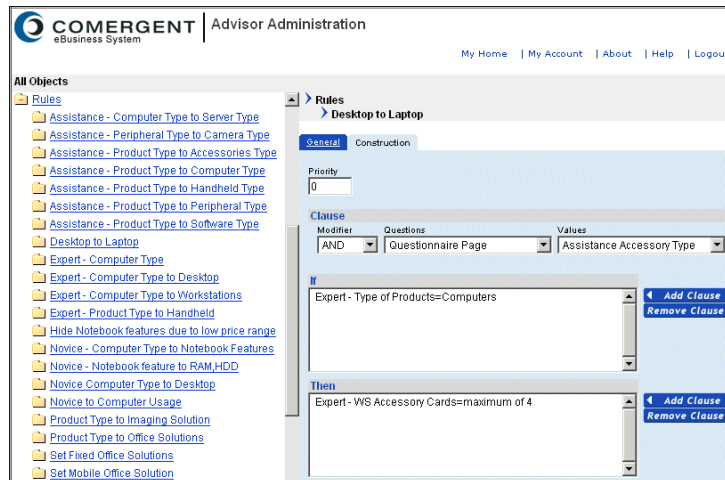 COMERGENT
eBusiness System
Advisor Administration
My Home | My Account | About | Help | Logou
All Objects
Rules
Assistance - Computer Type to Server Type
Assistance - Peripheral Type to Camera Type
Assistance - Product Type to Accessories Type
Assistance - Product Type to Computer Type
Assistance - Product Type to Handheld Type
Assistance - Product Type to Peripheral Type
Assistance - Product Type to Software Type
Desktop to Laptop
Expert - Computer Type
Expert - Computer Type to Desktop
Expert - Computer Type to Workstations
Expert - Product Type to Handheld
Hide Notebook features due to low price range
Novice - Computer Type to Notebook Features
Novice - Notebook feature to RAM,HDD
Novice Computer Type to Desktop
Novice to Computer Usage
Product Type to Imaging Solution
Product Type to Office Solutions
Set Fixed Office Solutions
Set Mobile Office Solution
Rules
Desktop to Laptop
General Construction
Priority
0
Clause
Modifier Questions Values
AND Questionnaire Page Assistance Accessory Type
If
Expert - Type of Products=Computers
Add Clause
Remove Clause
Then
Expert - WS Accessory Cards=maximum of 4
Add Clause
Remove Clause